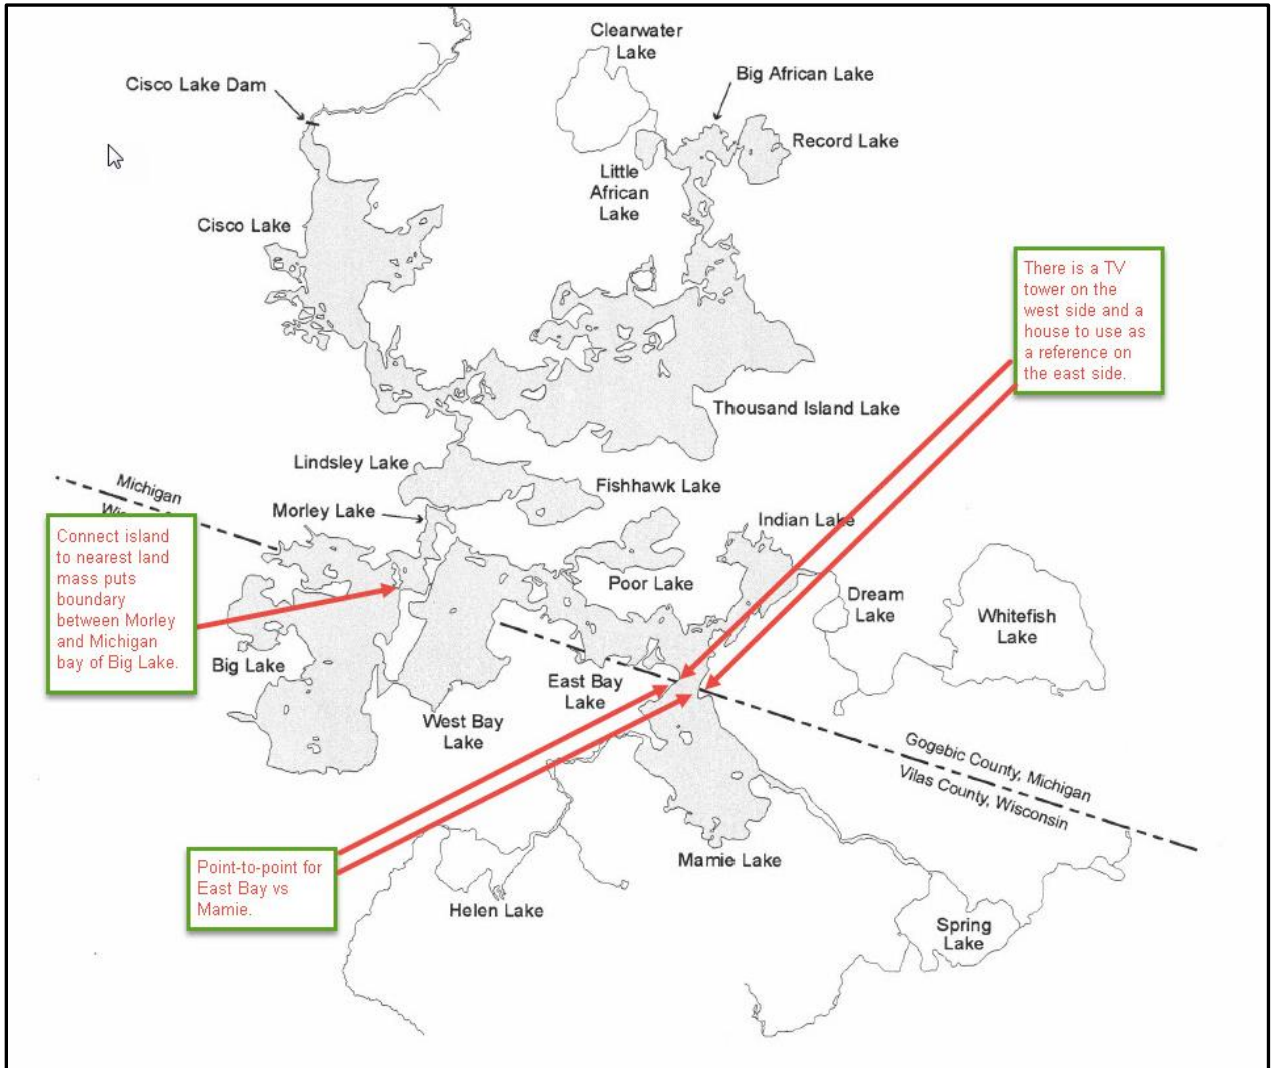 Clearwater
Lake
Cisco Lake Dam
Big African Lake
Record Lake
Little
African
Lake
Cisco Lake
There is a TV
tower on the
west side and a
house to use as
a reference on
the east side.
Thousand Island Lake
Lindsley Lake
Fishhawk Lake
Michigan
Morley Lake
Indian Lake
Connect island
to nearest land
mass puts
boundary
between Morley
and Michigan
bay of Big Lake.
Poor Lake
Dream
Lake
Whitefish
Lake
Big Lake
East Bay
Lake
West Bay
Lake
Gogebic County, Michigan
Vilas County, Wisconsin
Point-to-point for
East Bay vs
Mamie.
Mamie Lake
Helen Lake
Spring
Lake